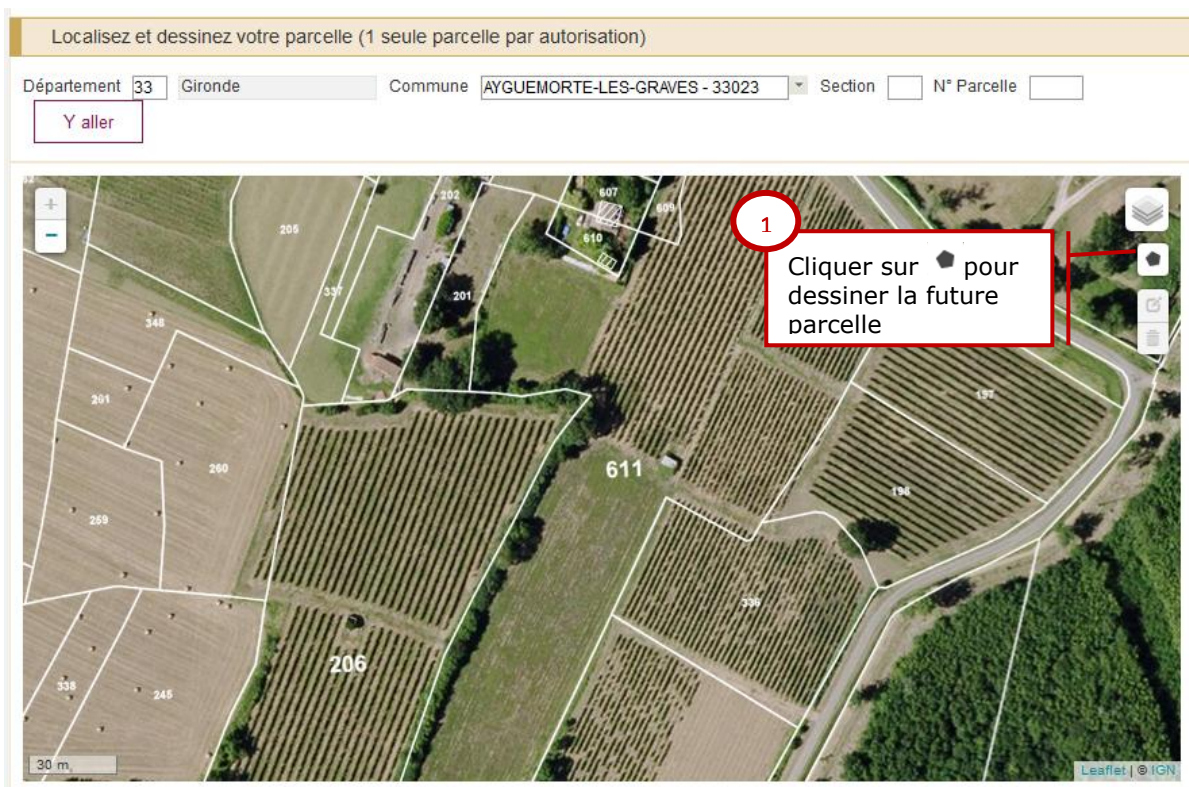 Localisez et dessinez votre parcelle (1 seule parcelle par autorisation)
Département 33 Gironde Commune AYGUEMORTE-LES-GRAVES - 33023 Section N° Parcelle
Y aller
+
−
1
Cliquer sur pour
dessiner la future
parcelle
202
607
609
610
205
201
337
348
197
261
260
611
198
259
336
206
338
245
30 m
Leaflet | © IGN